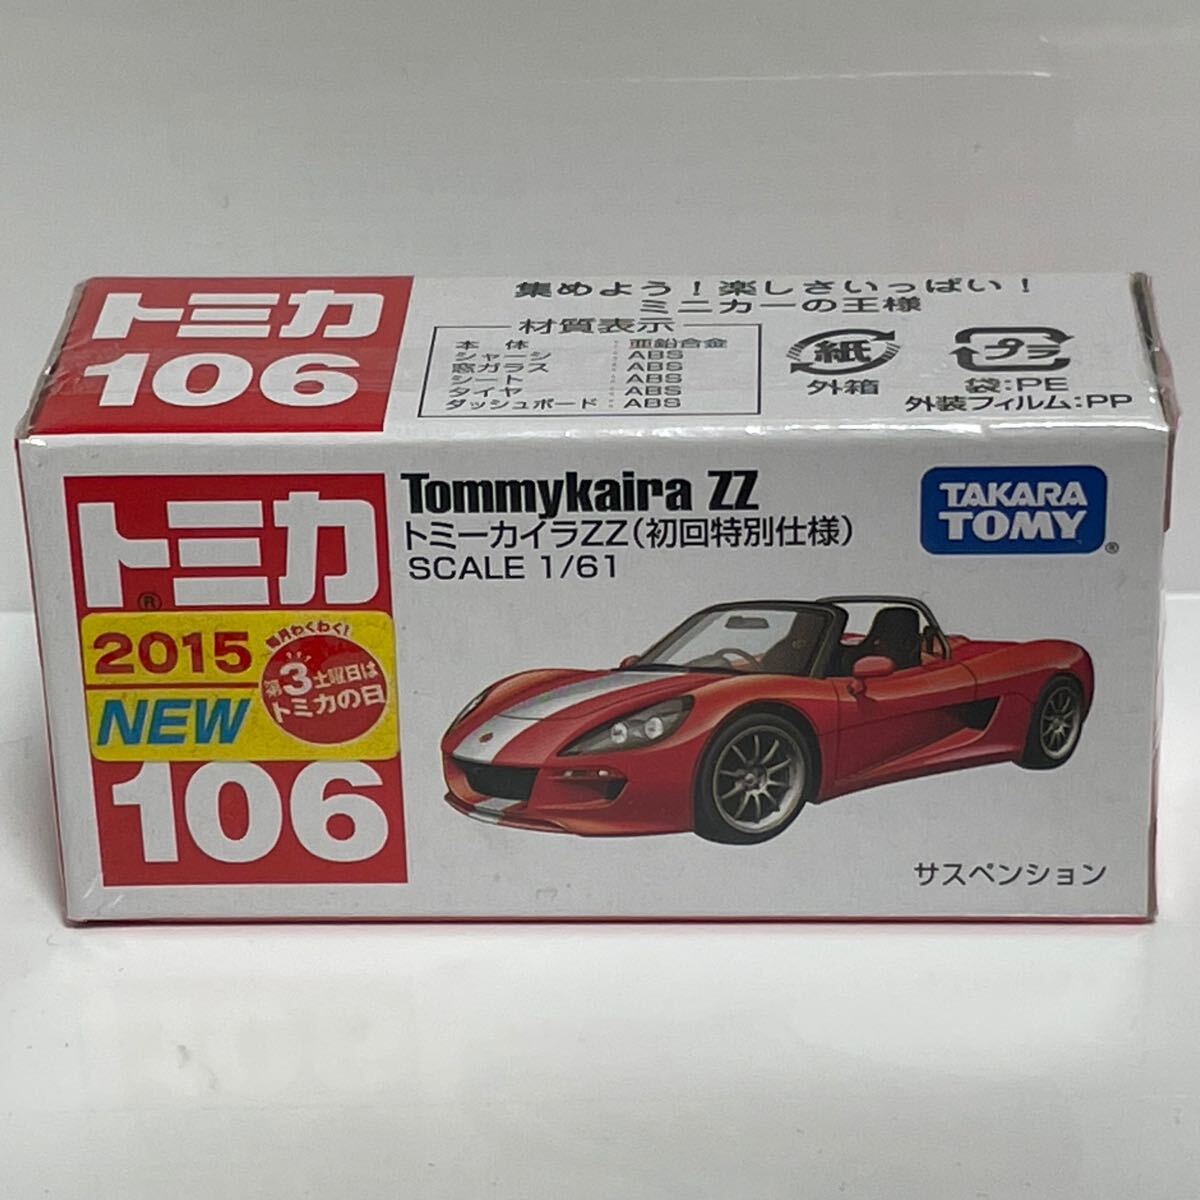 トミカ
106
集めよう！楽しさいっぱい！
ミニカーの王様
材質表示
本体 亜鉛合金
シャーシ ABS
窓ガラス ABS
シート ABS
タイヤ ABS
ダッシュボード ABS
紙
外箱
プラ
袋:PE
外装フィルム:PP
トミカ
®
2015
NEW
毎月わくわく!
第3土曜日は
トミカの日
106
Tommykaira ZZ
トミーカイラZZ(初回特別仕様)
SCALE 1/61
TAKARA
TOMY®
サスペンション